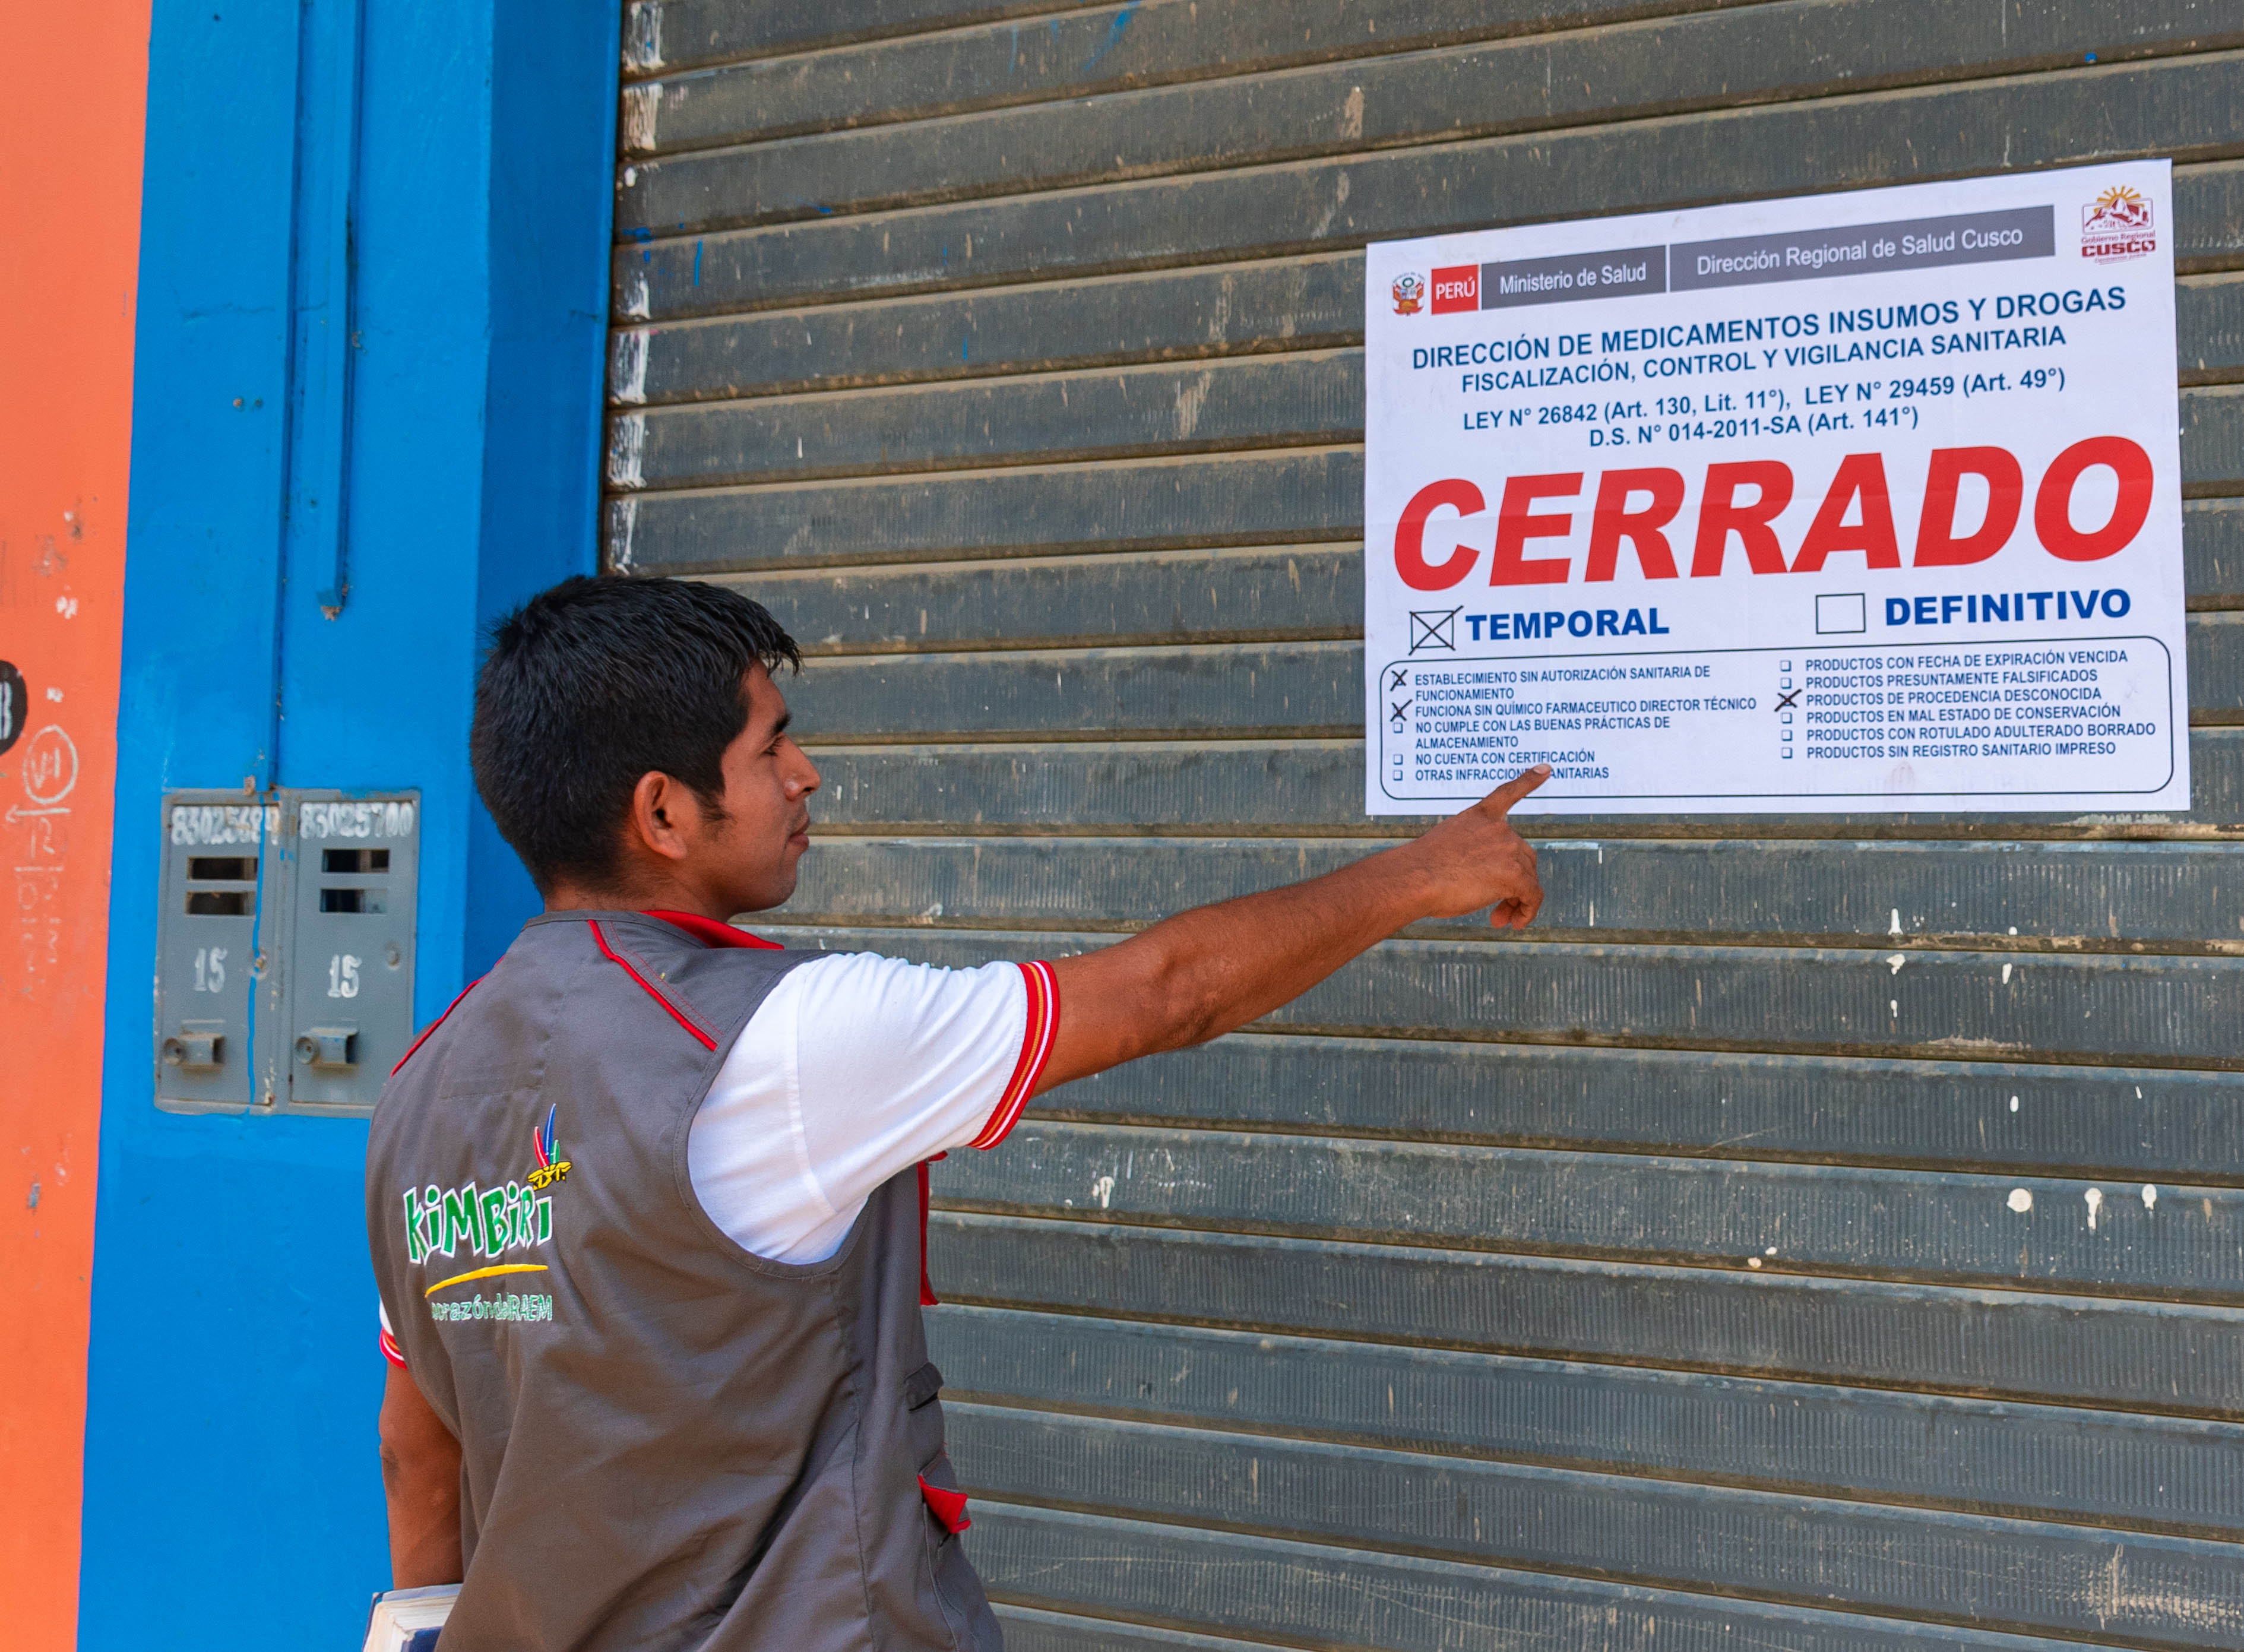 PERÚ
Ministerio de Salud
Dirección Regional de Salud Cusco
Gobierno Regional
CUSCO
DIRECCIÓN DE MEDICAMENTOS INSUMOS Y DROGAS
FISCALIZACIÓN, CONTROL Y VIGILANCIA SANITARIA
LEY N° 26842 (Art. 130, Lit. 11°), LEY N° 29459 (Art. 49°)
D.S. N° 014-2011-SA (Art. 141°)
CERRADO
TEMPORAL
DEFINITIVO
ESTABLECIMIENTO SIN AUTORIZACIÓN SANITARIA DE
FUNCIONAMIENTO
FUNCIONA SIN QUÍMICO FARMACEUTICO DIRECTOR TÉCNICO
NO CUMPLE CON LAS BUENAS PRÁCTICAS DE
ALMACENAMIENTO
NO CUENTA CON CERTIFICACIÓN
OTRAS INFRACCIONES SANITARIAS
PRODUCTOS CON FECHA DE EXPIRACIÓN VENCIDA
PRODUCTOS PRESUNTAMENTE FALSIFICADOS
PRODUCTOS DE PROCEDENCIA DESCONOCIDA
PRODUCTOS EN MAL ESTADO DE CONSERVACIÓN
PRODUCTOS CON ROTULADO ADULTERADO BORRADO
PRODUCTOS SIN REGISTRO SANITARIO IMPRESO
83025700
15
15
KiMBiRi